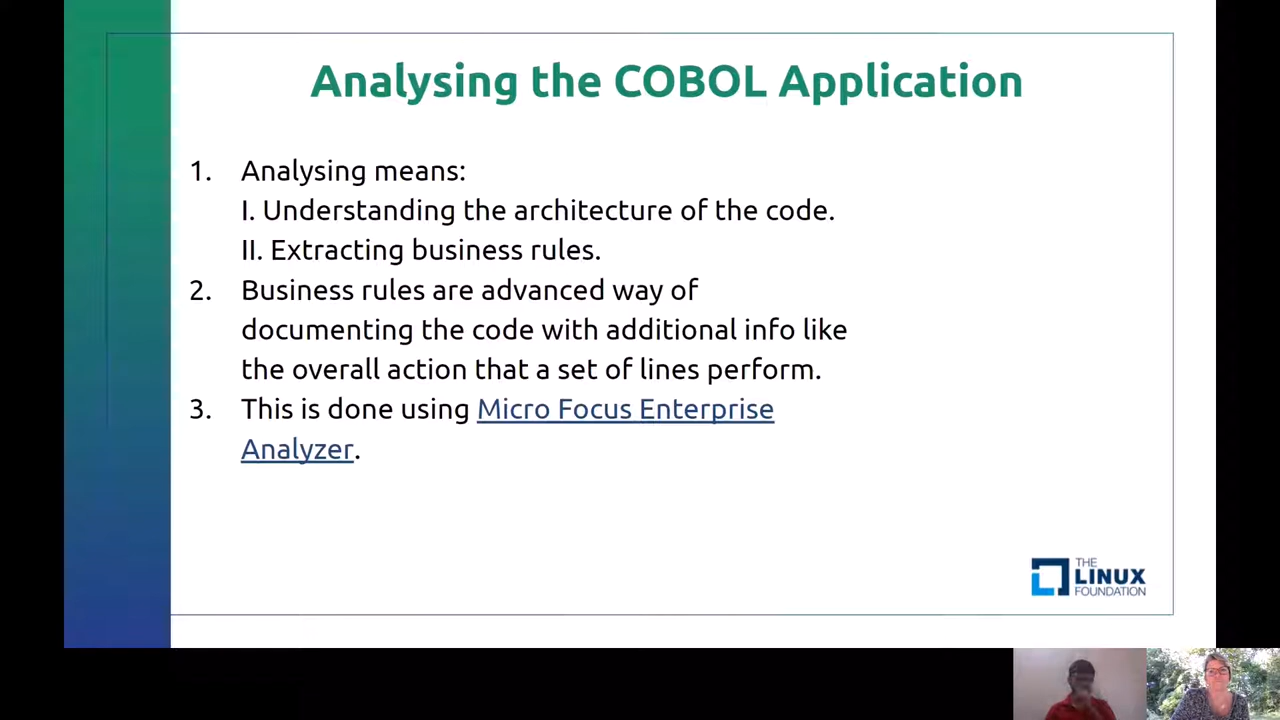 Analysing the COBOL Application
1. Analysing means:
I. Understanding the architecture of the code.
II. Extracting business rules.
2. Business rules are advanced way of
documenting the code with additional info like
the overall action that a set of lines perform.
3. This is done using Micro Focus Enterprise
Analyzer.
THE
LINUX
FOUNDATION